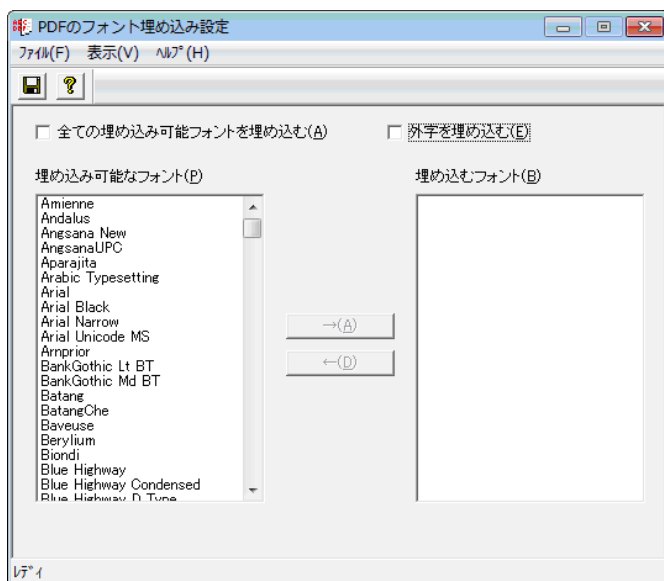 PDFのフォント埋め込み設定
ﾌｧｲﾙ(F) 表示(V) ﾍﾙﾌﾟ(H)
全ての埋め込み可能フォントを埋め込む(A)
外字を埋め込む(E)
埋め込み可能なフォント(P)
埋め込むフォント(B)
Amienne
Andalus
Angsana New
AngsanaUPC
Aparajita
Arabic Typesetting
Arial
Arial Black
Arial Narrow
Arial Unicode MS
Arnprior
BankGothic Lt BT
BankGothic Md BT
Batang
BatangChe
Baveuse
Berylium
Biondi
Blue Highway
Blue Highway Condensed
Blue Highway D Type
→(A)
←(D)
ﾚﾃﾞｨ